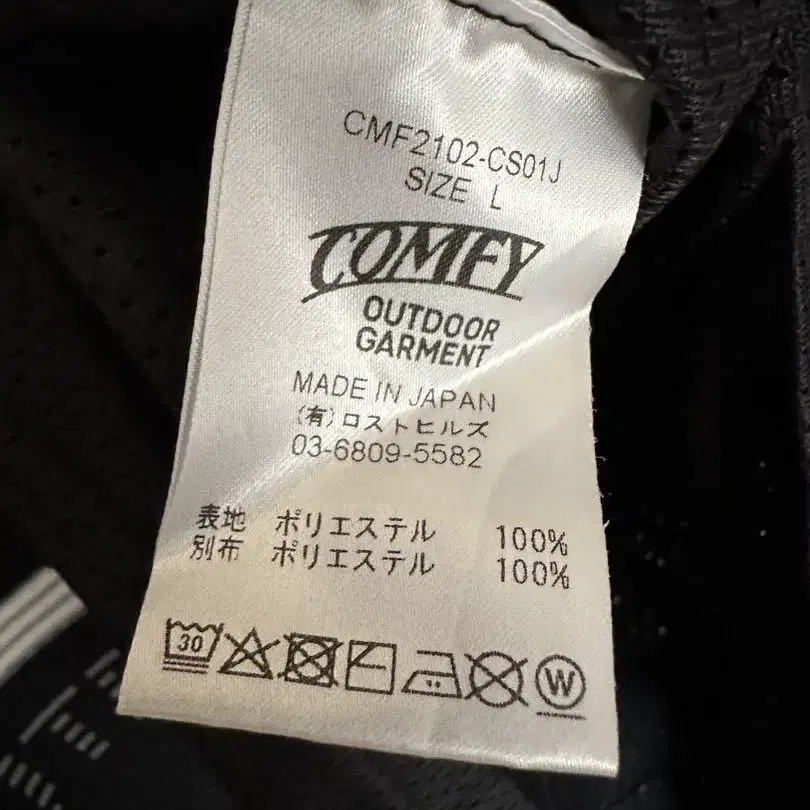 CMF2102-CS01J
SIZE L
COMFY
OUTDOOR
GARMENT
MADE IN JAPAN
(有)ロストヒルズ
03-6809-5582
表地 ポリエステル 100%
別布 ポリエステル 100%
30
W